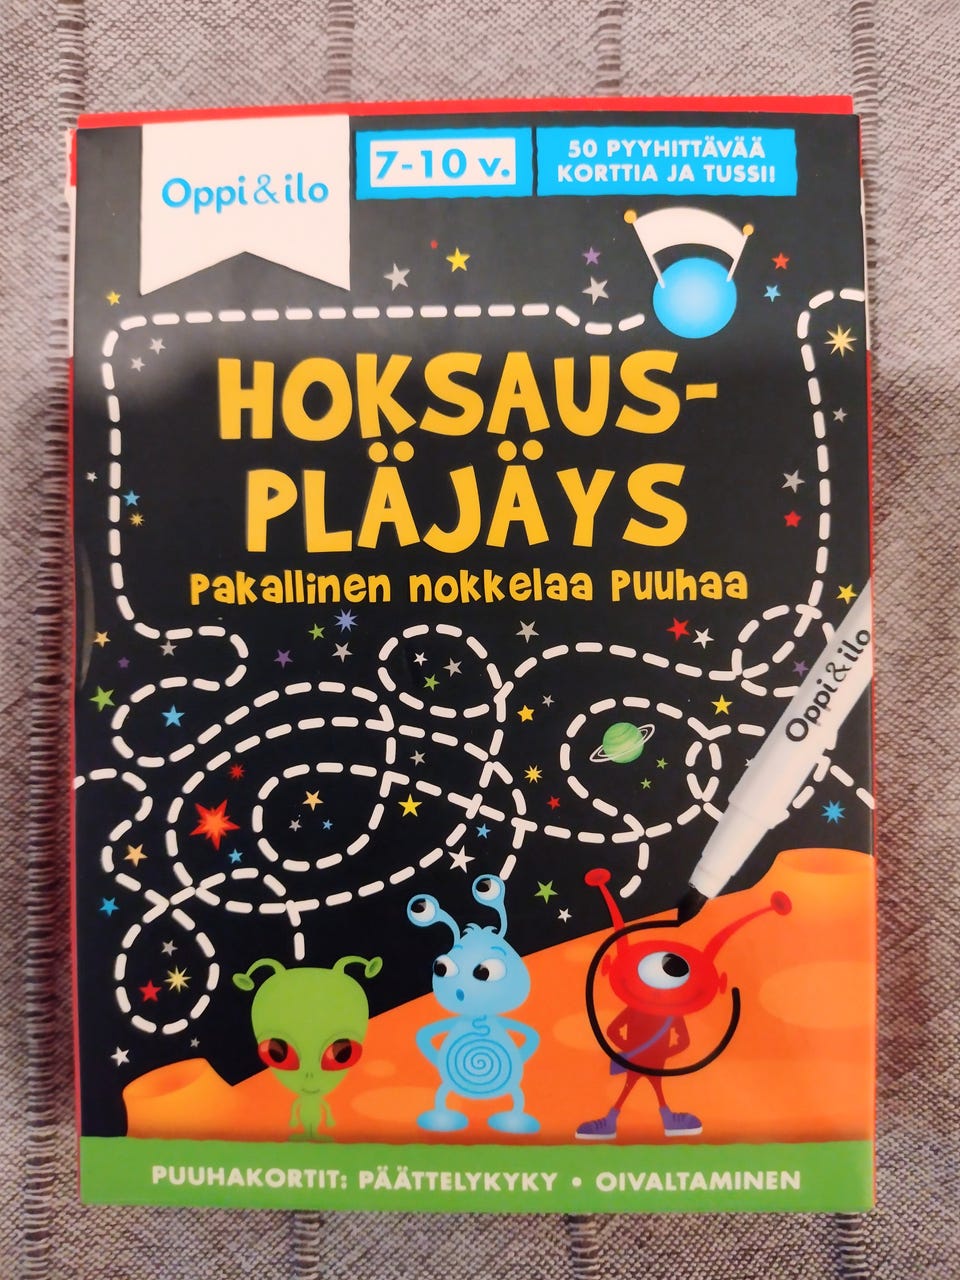 Oppi & ilo
7-10 v.
50 PYYHITTÄVÄÄ
KORTTIA JA TUSSI!
HOKSAUS-
PLÄJÄYS
Pakallinen nokkelaa Puuhaa
Oppi & ilo
PUUHAKORTIT: PÄÄTTELYKYKY • OIVALTAMINEN